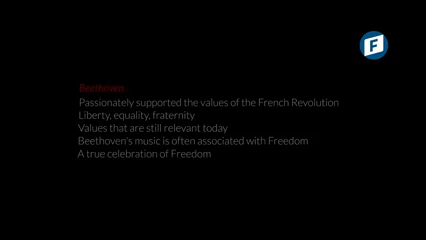 F
Beethoven
Passionately supported the values of the French Revolution
Liberty, equality, fraternity
Values that are still relevant today
Beethoven's music is often associated with Freedom
A true celebration of Freedom